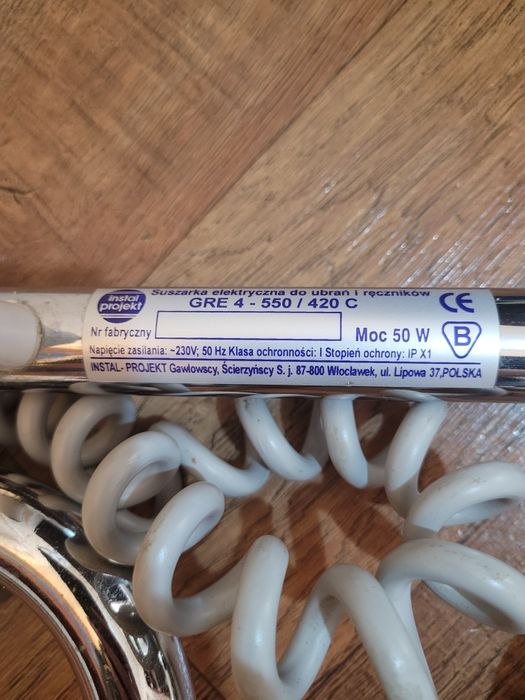 instal
projekt
Suszarka elektryczna do ubrań i ręczników
GRE 4 - 550 / 420 C
Nr fabryczny
Moc 50 W
CE
B
Napięcie zasilania: ~230V; 50 Hz Klasa ochronności: I Stopień ochrony: IP X1
INSTAL- PROJEKT Gawłowscy, Ścierzyńscy S. j. 87-800 Włocławek, ul. Lipowa 37,POLSKA